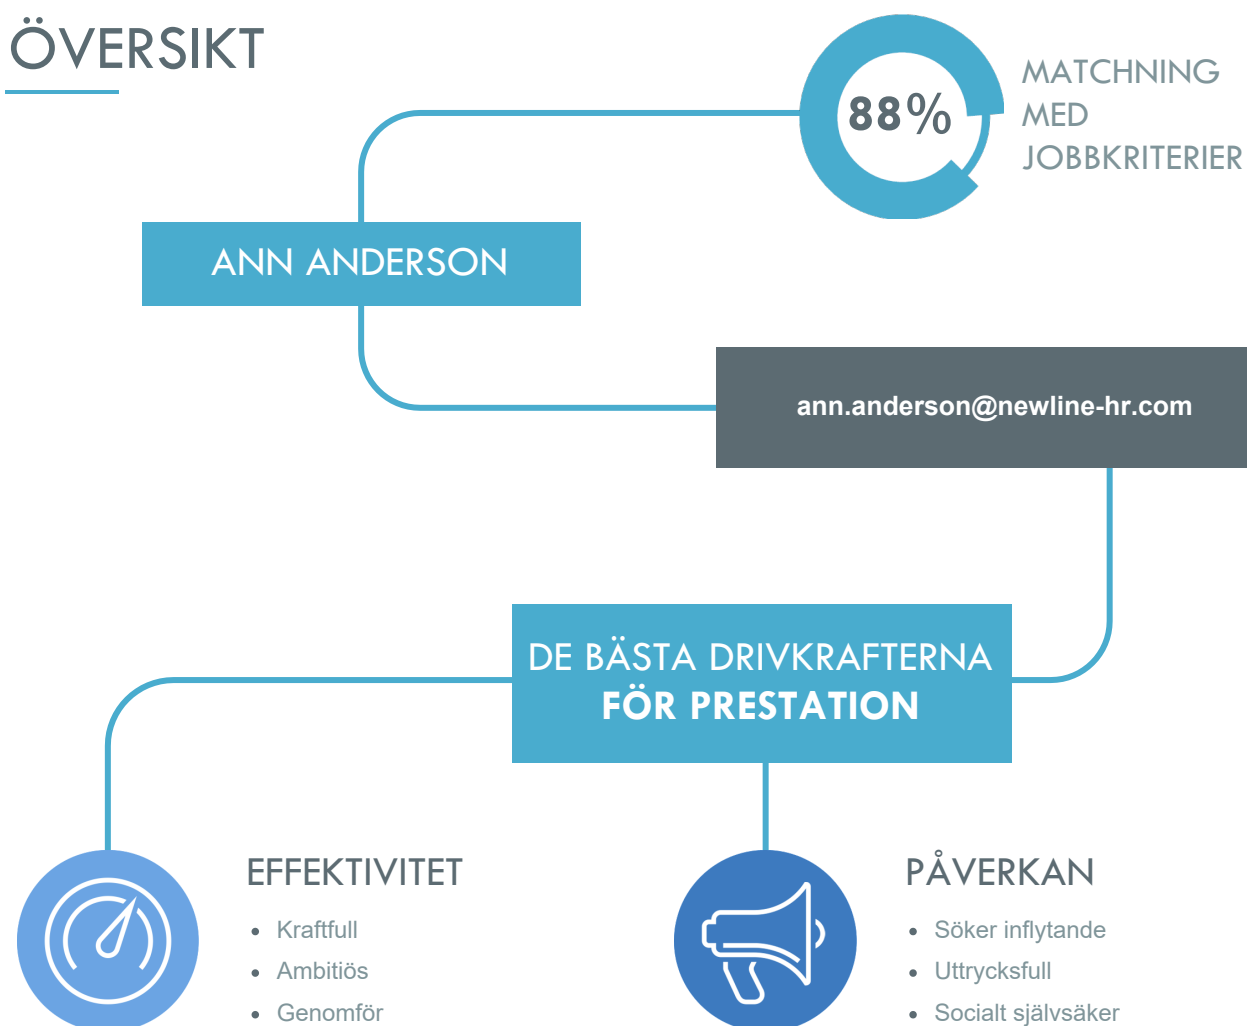 ÖVERSIKT
88%
MATCHNING
MED
JOBBKRITERIER
ANN ANDERSON
ann.anderson@newline-hr.com
DE BÄSTA DRIVKRAFTERNA
FÖR PRESTATION
EFFEKTIVITET
• Kraftfull
• Ambitiös
• Genomför
PÅVERKAN
• Söker inflytande
• Uttrycksfull
• Socialt självsäker